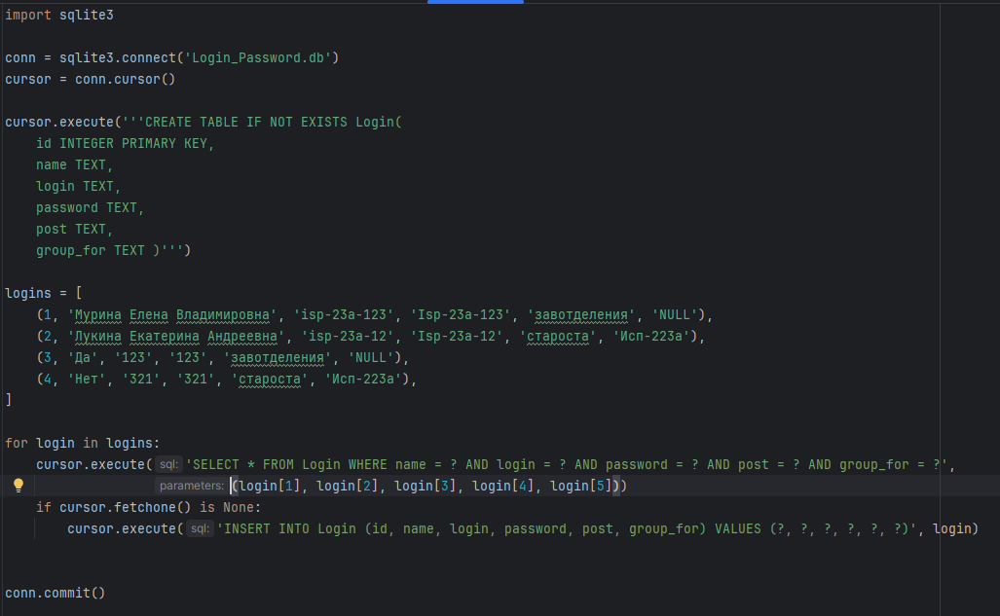 import sqlite3
conn = sqlite3.connect('Login_Password.db')
cursor = conn.cursor()
cursor.execute('''CREATE TABLE IF NOT EXISTS Login(
    id INTEGER PRIMARY KEY,
    name TEXT,
    login TEXT,
    password TEXT,
    post TEXT,
    group_for TEXT )''')
logins = [
    (1, 'Мурина Елена Владимировна', 'isp-23a-123', 'Isp-23a-123', 'завотделения', 'NULL'),
    (2, 'Лукина Екатерина Андреевна', 'isp-23a-12', 'Isp-23a-12', 'староста', 'Исп-223а'),
    (3, 'Да', '123', '123', 'завотделения', 'NULL'),
    (4, 'Нет', '321', '321', 'староста', 'Исп-223а'),
]
for login in logins:
    cursor.execute( sql: 'SELECT * FROM Login WHERE name = ? AND login = ? AND password = ? AND post = ? AND group_for = ?',
                    parameters: (login[1], login[2], login[3], login[4], login[5]))
    if cursor.fetchone() is None:
        cursor.execute( sql: 'INSERT INTO Login (id, name, login, password, post, group_for) VALUES (?, ?, ?, ?, ?, ?)', login)
conn.commit()